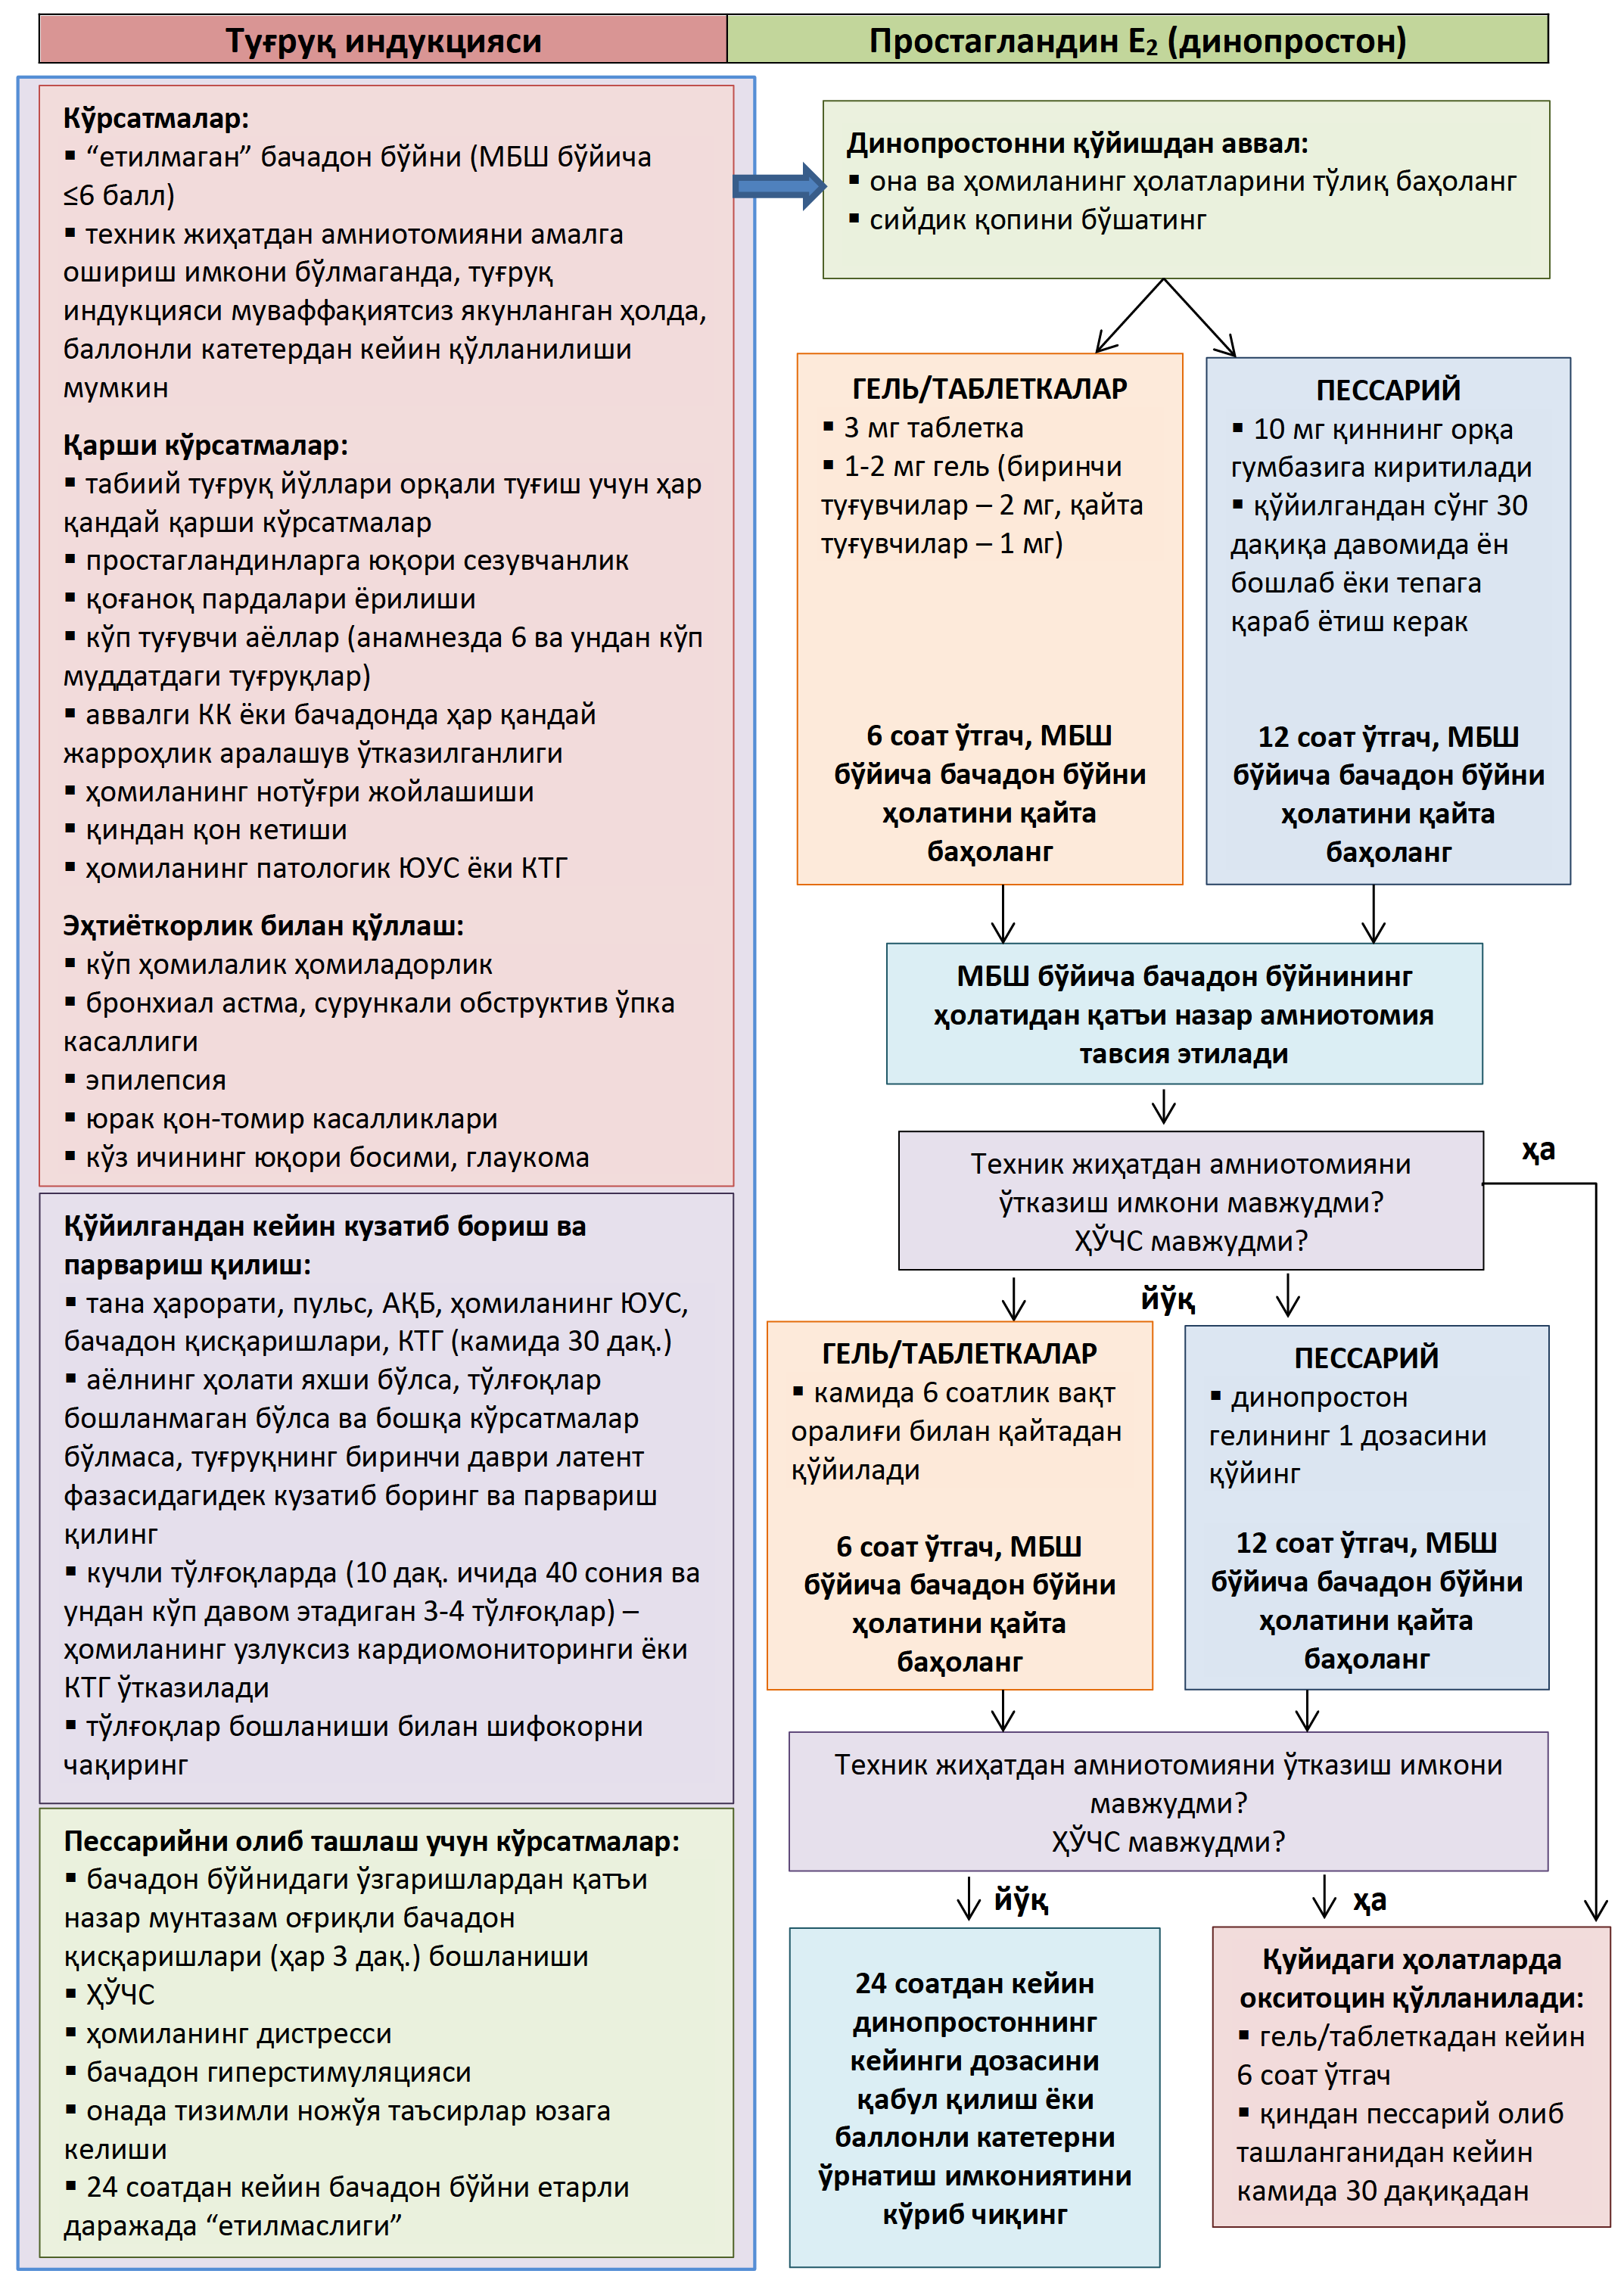 Туғруқ индукцияси
Простагландин Е₂ (динопростон)
Кўрсатмалар:
▪ “етилмаган” бачадон бўйни (МБШ бўйича
≤6 балл)
▪ техник жиҳатдан амниотомияни амалга
ошириш имкони бўлмаганда, туғруқ
индукцияси муваффақиятсиз якунланган ҳолда,
баллонли катетердан кейин қўлланилиши
мумкин
Қарши кўрсатмалар:
▪ табиий туғруқ йўллари орқали туғиш учун ҳар
қандай қарши кўрсатмалар
▪ простагландинларга юқори сезувчанлик
▪ қоғаноқ пардалари ёрилиши
▪ кўп туғувчи аёллар (анамнезда 6 ва ундан кўп
муддатдаги туғруқлар)
▪ аввалги КК ёки бачадонда ҳар қандай
жарроҳлик аралашув ўтказилганлиги
▪ ҳомиланинг нотўғри жойлашиши
▪ қиндан қон кетиши
▪ ҳомиланинг патологик ЮУС ёки КТГ
Эҳтиёткорлик билан қўллаш:
▪ кўп ҳомилалик ҳомиладорлик
▪ бронхиал астма, сурункали обструктив ўпка
касаллиги
▪ эпилепсия
▪ юрак қон-томир касалликлари
▪ кўз ичининг юқори босими, глаукома
Қўйилгандан кейин кузатиб бориш ва
парвариш қилиш:
▪ тана ҳарорати, пульс, АҚБ, ҳомиланинг ЮУС,
бачадон қисқаришлари, КТГ (камида 30 дақ.)
▪ аёлнинг ҳолати яхши бўлса, тўлғоқлар
бошланмаган бўлса ва бошқа кўрсатмалар
бўлмаса, туғруқнинг биринчи даври латент
фазасидагидек кузатиб боринг ва парвариш
қилинг
▪ кучли тўлғоқларда (10 дақ. ичида 40 сония ва
ундан кўп давом этадиган 3-4 тўлғоқлар) –
ҳомиланинг узлуксиз кардиомониторинги ёки
КТГ ўтказилади
▪ тўлғоқлар бошланиши билан шифокорни
чақиринг
Пессарийни олиб ташлаш учун кўрсатмалар:
▪ бачадон бўйнидаги ўзгаришлардан қатъи
назар мунтазам оғриқли бачадон
қисқаришлари (ҳар 3 дақ.) бошланиши
▪ ҲЎЧС
▪ ҳомиланинг дистресси
▪ бачадон гиперстимуляцияси
▪ онада тизимли ножўя таъсирлар юзага
келиши
▪ 24 соатдан кейин бачадон бўйни етарли
даражада “етилмаслиги”
Динопростонни қўйишдан аввал:
▪ она ва ҳомиланинг ҳолатларини тўлиқ баҳоланг
▪ сийдик қопини бўшатинг
ГЕЛЬ/ТАБЛЕТКАЛАР
▪ 3 мг таблетка
▪ 1-2 мг гель (биринчи
туғувчилар – 2 мг, қайта
туғувчилар – 1 мг)
6 соат ўтгач, МБШ
бўйича бачадон бўйни
ҳолатини қайта
баҳоланг
ПЕССАРИЙ
▪ 10 мг қиннинг орқа
гумбазига киритилади
▪ қўйилгандан сўнг 30
дақиқа давомида ён
бошлаб ёки тепага
қараб ётиш керак
12 соат ўтгач, МБШ
бўйича бачадон бўйни
ҳолатини қайта
баҳоланг
МБШ бўйича бачадон бўйнининг
ҳолатидан қатъи назар амниотомия
тавсия этилади
Техник жиҳатдан амниотомияни
ўтказиш имкони мавжудми?
ҲЎЧС мавжудми?
ҳа
йўқ
ГЕЛЬ/ТАБЛЕТКАЛАР
▪ камида 6 соатлик вақт
оралиғи билан қайтадан
қўйилади
6 соат ўтгач, МБШ
бўйича бачадон бўйни
ҳолатини қайта
баҳоланг
ПЕССАРИЙ
▪ динопростон
гелининг 1 дозасини
қўйинг
12 соат ўтгач, МБШ
бўйича бачадон бўйни
ҳолатини қайта
баҳоланг
Техник жиҳатдан амниотомияни ўтказиш имкони
мавжудми?
ҲЎЧС мавжудми?
йўқ
ҳа
24 соатдан кейин
динопростоннинг
кейинги дозасини
қабул қилиш ёки
баллонли катетерни
ўрнатиш имкониятини
кўриб чиқинг
Қуйидаги ҳолатларда
окситоцин қўлланилади:
▪ гель/таблеткадан кейин
6 соат ўтгач
▪ қиндан пессарий олиб
ташланганидан кейин
камида 30 дақиқадан